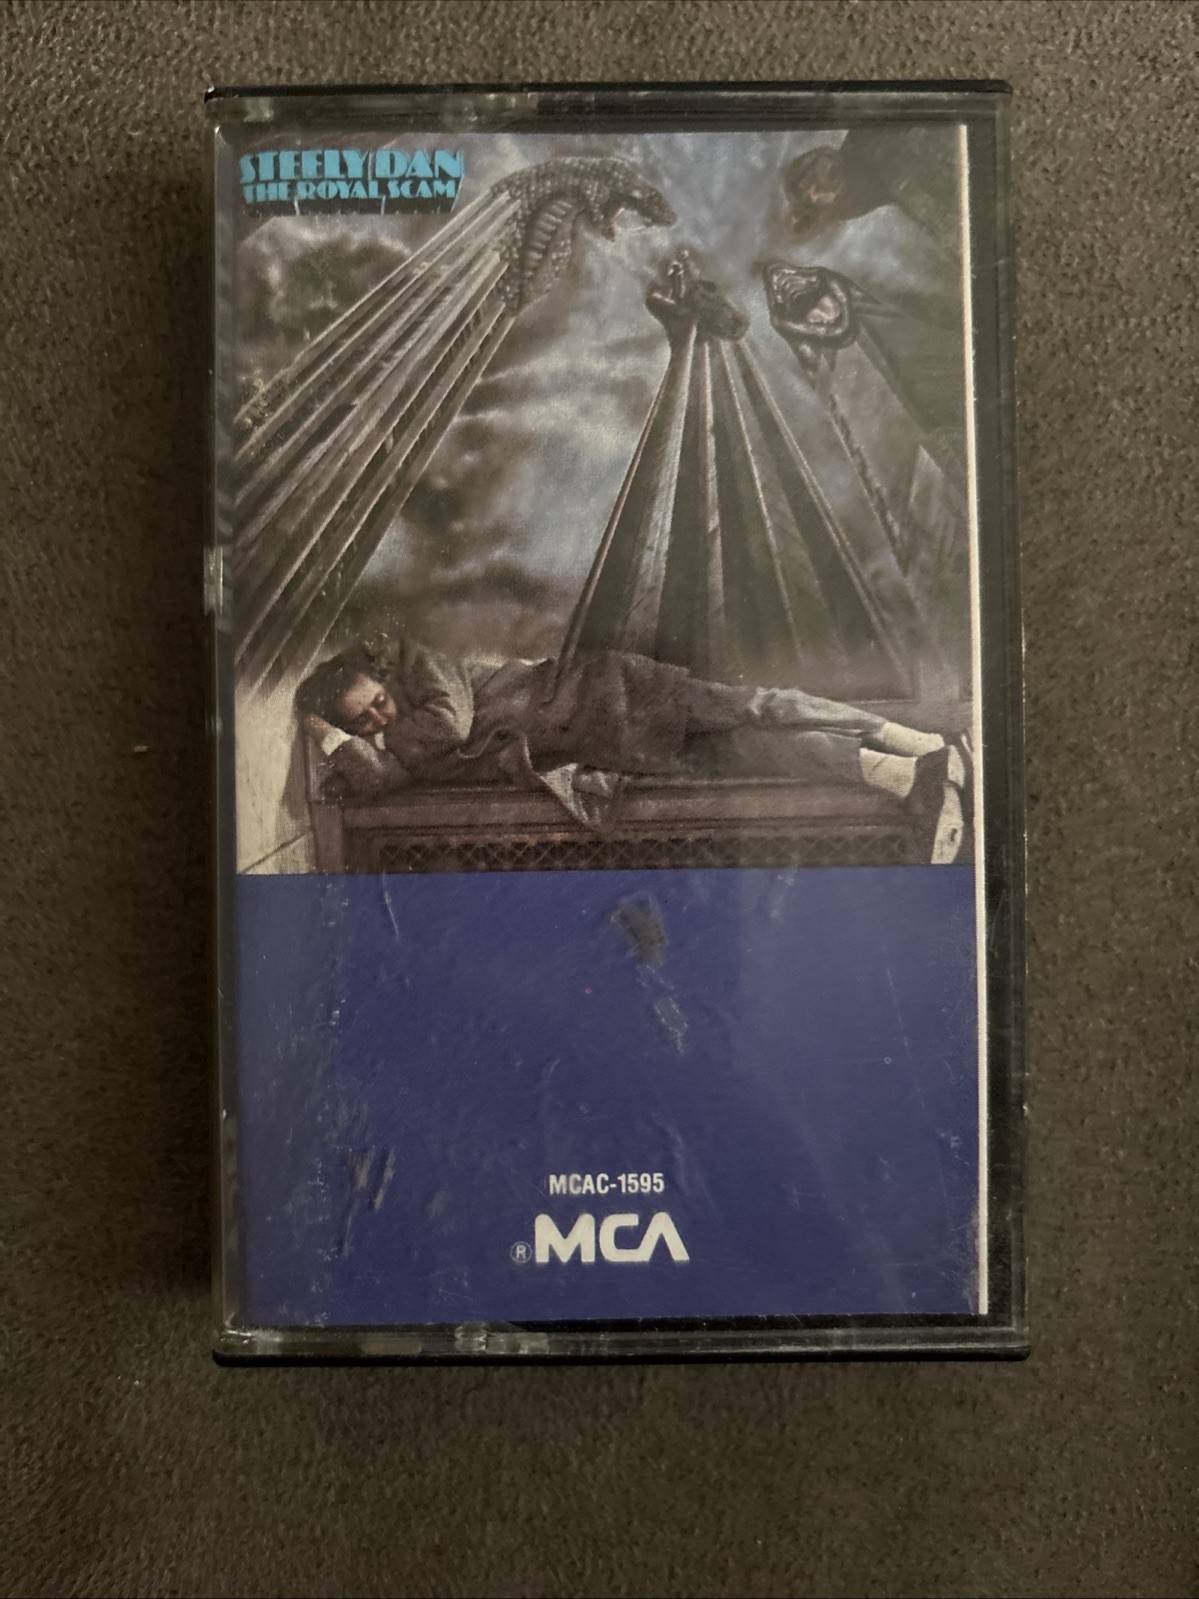 STEELY DAN
THE ROYAL SCAM
MCAC-1595
® MCA